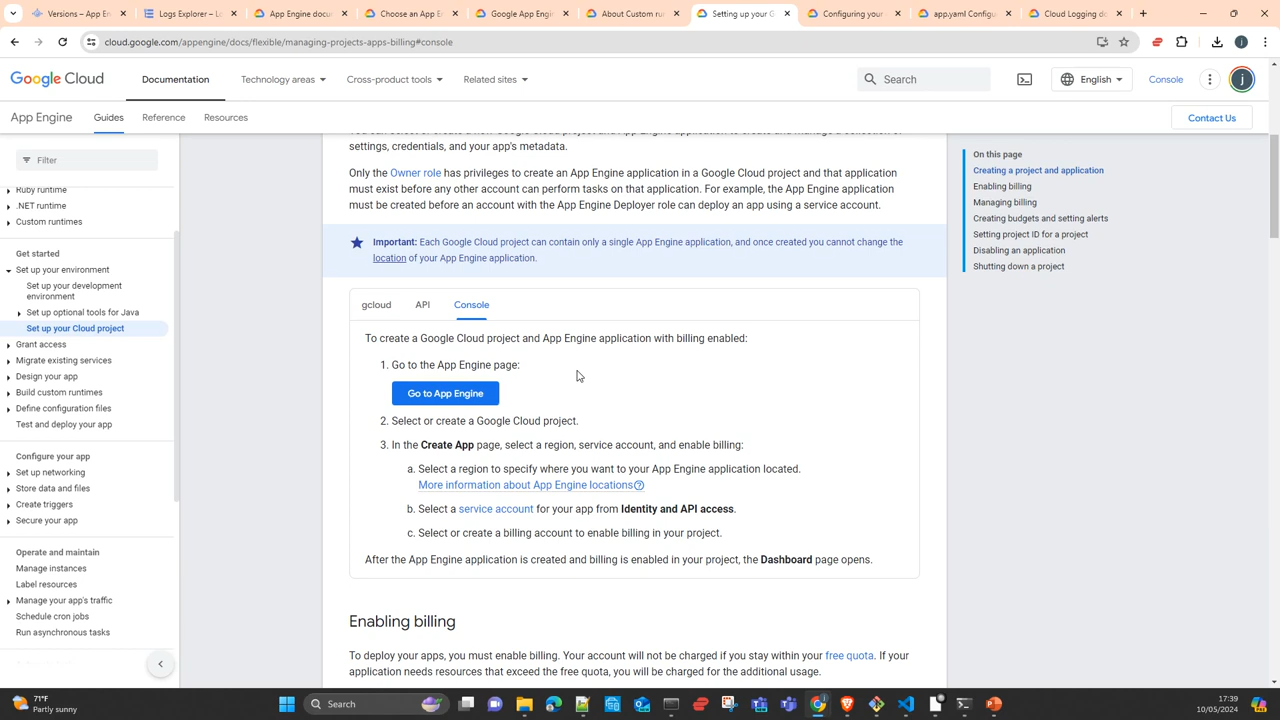 Versions – App En
Logs Explorer – L
App Engine docu
Choose an App E
Google App Engin
About Custom run
Setting up your G
Configuring your
app.yaml Configu
Cloud Logging do
cloud.google.com/appengine/docs/flexible/managing-projects-apps-billing#console
j
Google Cloud
Documentation
Technology areas
Cross-product tools
Related sites
Search
English
Console
j
App Engine
Guides
Reference
Resources
Contact Us
Filter
Ruby runtime
.NET runtime
Custom runtimes
Get started
Set up your environment
Set up your development
environment
Set up optional tools for Java
Set up your Cloud project
Grant access
Migrate existing services
Design your app
Build custom runtimes
Define configuration files
Test and deploy your app
Configure your app
Set up networking
Store data and files
Create triggers
Secure your app
Operate and maintain
Manage instances
Label resources
Manage your app's traffic
Schedule cron jobs
Run asynchronous tasks
settings, credentials, and your app's metadata.
Only the Owner role has privileges to create an App Engine application in a Google Cloud project and that application
must exist before any other account can perform tasks on that application. For example, the App Engine application
must be created before an account with the App Engine Deployer role can deploy an app using a service account.
Important: Each Google Cloud project can contain only a single App Engine application, and once created you cannot change the
location of your App Engine application.
gcloud
API
Console
To create a Google Cloud project and App Engine application with billing enabled:
1. Go to the App Engine page:
Go to App Engine
2. Select or create a Google Cloud project.
3. In the Create App page, select a region, service account, and enable billing:
a. Select a region to specify where you want to your App Engine application located.
More information about App Engine locations
b. Select a service account for your app from Identity and API access.
c. Select or create a billing account to enable billing in your project.
After the App Engine application is created and billing is enabled in your project, the Dashboard page opens.
Enabling billing
To deploy your apps, you must enable billing. Your account will not be charged if you stay within your free quota. If your
application needs resources that exceed the free quota, you will be charged for the additional usage.
On this page
Creating a project and application
Enabling billing
Managing billing
Creating budgets and setting alerts
Setting project ID for a project
Disabling an application
Shutting down a project
71°F
Partly sunny
Search
17:39
10/05/2024